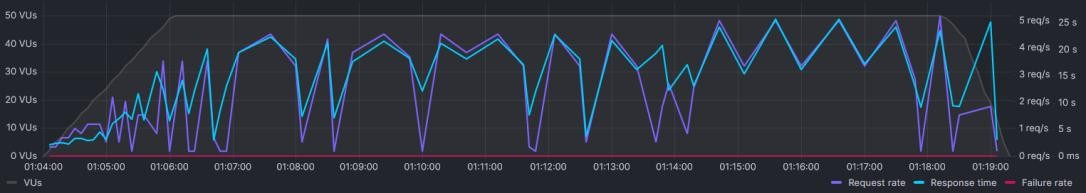 50 VUs
40 VUs
30 VUs
20 VUs
10 VUs
0 VUs
5 req/s 25 s
4 req/s 20 s
3 req/s 15 s
2 req/s 10 s
1 req/s 5 s
0 req/s 0 ms
01:04:00 01:05:00 01:06:00 01:07:00 01:08:00 01:09:00 01:10:00 01:11:00 01:12:00 01:13:00 01:14:00 01:15:00 01:16:00 01:17:00 01:18:00 01:19:00
VUs Request rate Response time Failure rate